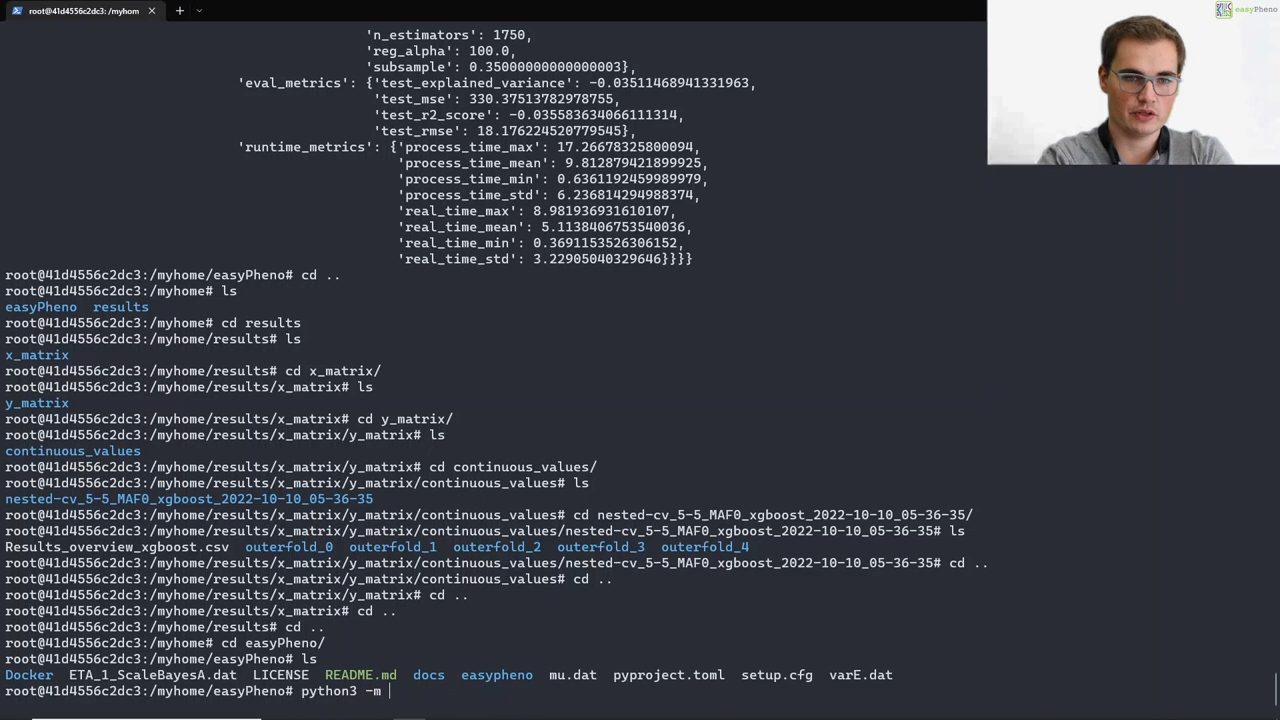 root@41d4556c2dc3: /myhom
easyPheno
'n_estimators': 1750,
'reg_alpha': 100.0,
'subsample': 0.35000000000000003},
'eval_metrics': {'test_explained_variance': -0.03511468941331963,
'test_mse': 330.37513782978755,
'test_r2_score': -0.035583634066111314,
'test_rmse': 18.176224520779545},
'runtime_metrics': {'process_time_max': 17.26678325800094,
'process_time_mean': 9.812879421899925,
'process_time_min': 0.6361192459989979,
'process_time_std': 6.236814294988374,
'real_time_max': 8.981936931610107,
'real_time_mean': 5.1138406753540036,
'real_time_min': 0.3691153526306152,
'real_time_std': 3.22905040329646}}}}
root@41d4556c2dc3:/myhome/easyPheno# cd ..
root@41d4556c2dc3:/myhome# ls
easyPheno results
root@41d4556c2dc3:/myhome# cd results
root@41d4556c2dc3:/myhome/results# ls
x_matrix
root@41d4556c2dc3:/myhome/results# cd x_matrix/
root@41d4556c2dc3:/myhome/results/x_matrix# ls
y_matrix
root@41d4556c2dc3:/myhome/results/x_matrix# cd y_matrix/
root@41d4556c2dc3:/myhome/results/x_matrix/y_matrix# ls
continuous_values
root@41d4556c2dc3:/myhome/results/x_matrix/y_matrix# cd continuous_values/
root@41d4556c2dc3:/myhome/results/x_matrix/y_matrix/continuous_values# ls
nested-cv_5-5_MAF0_xgboost_2022-10-10_05-36-35
root@41d4556c2dc3:/myhome/results/x_matrix/y_matrix/continuous_values# cd nested-cv_5-5_MAF0_xgboost_2022-10-10_05-36-35/
root@41d4556c2dc3:/myhome/results/x_matrix/y_matrix/continuous_values/nested-cv_5-5_MAF0_xgboost_2022-10-10_05-36-35# ls
Results_overview_xgboost.csv outerfold_0 outerfold_1 outerfold_2 outerfold_3 outerfold_4
root@41d4556c2dc3:/myhome/results/x_matrix/y_matrix/continuous_values/nested-cv_5-5_MAF0_xgboost_2022-10-10_05-36-35# cd ..
root@41d4556c2dc3:/myhome/results/x_matrix/y_matrix/continuous_values# cd ..
root@41d4556c2dc3:/myhome/results/x_matrix/y_matrix# cd ..
root@41d4556c2dc3:/myhome/results/x_matrix# cd ..
root@41d4556c2dc3:/myhome/results# cd ..
root@41d4556c2dc3:/myhome# cd easyPheno/
root@41d4556c2dc3:/myhome/easyPheno# ls
Docker ETA_1_ScaleBayesA.dat LICENSE README.md docs easypheno mu.dat pyproject.toml setup.cfg varE.dat
root@41d4556c2dc3:/myhome/easyPheno# python3 -m